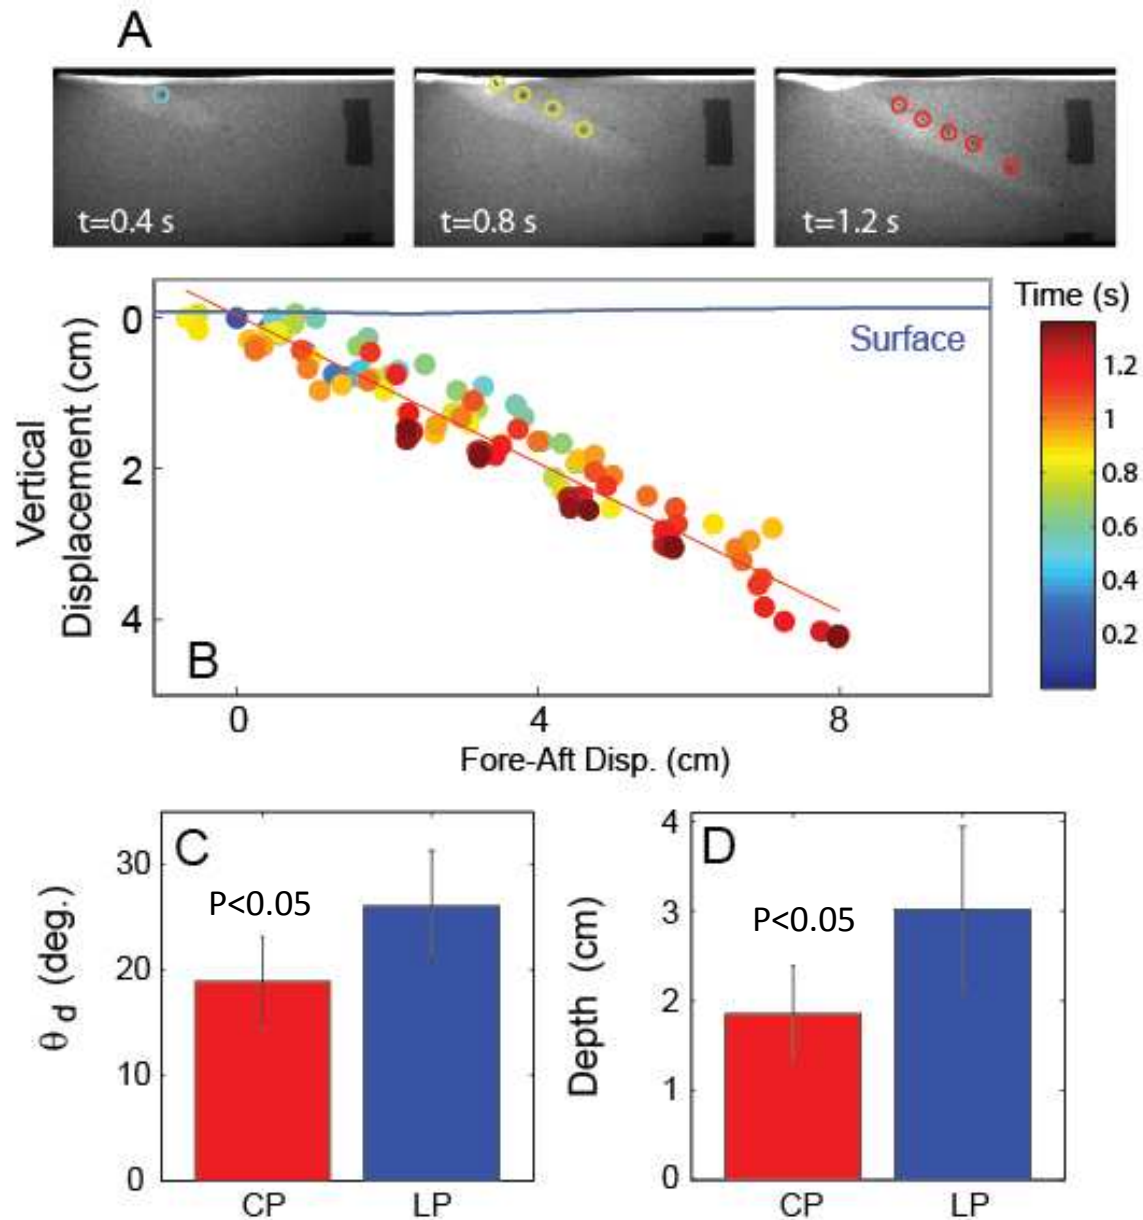 A
t=0.4 s
t=0.8 s
t=1.2 s
0
2
4
Vertical
Displacement (cm)
Surface
B
0
4
8
Fore-Aft Disp. (cm)
Time (s)
1.2
1
0.8
0.6
0.4
0.2
C
P<0.05
30
20
10
0
θ d (deg.)
CP
LP
D
P<0.05
4
3
2
1
0
Depth (cm)
CP
LP